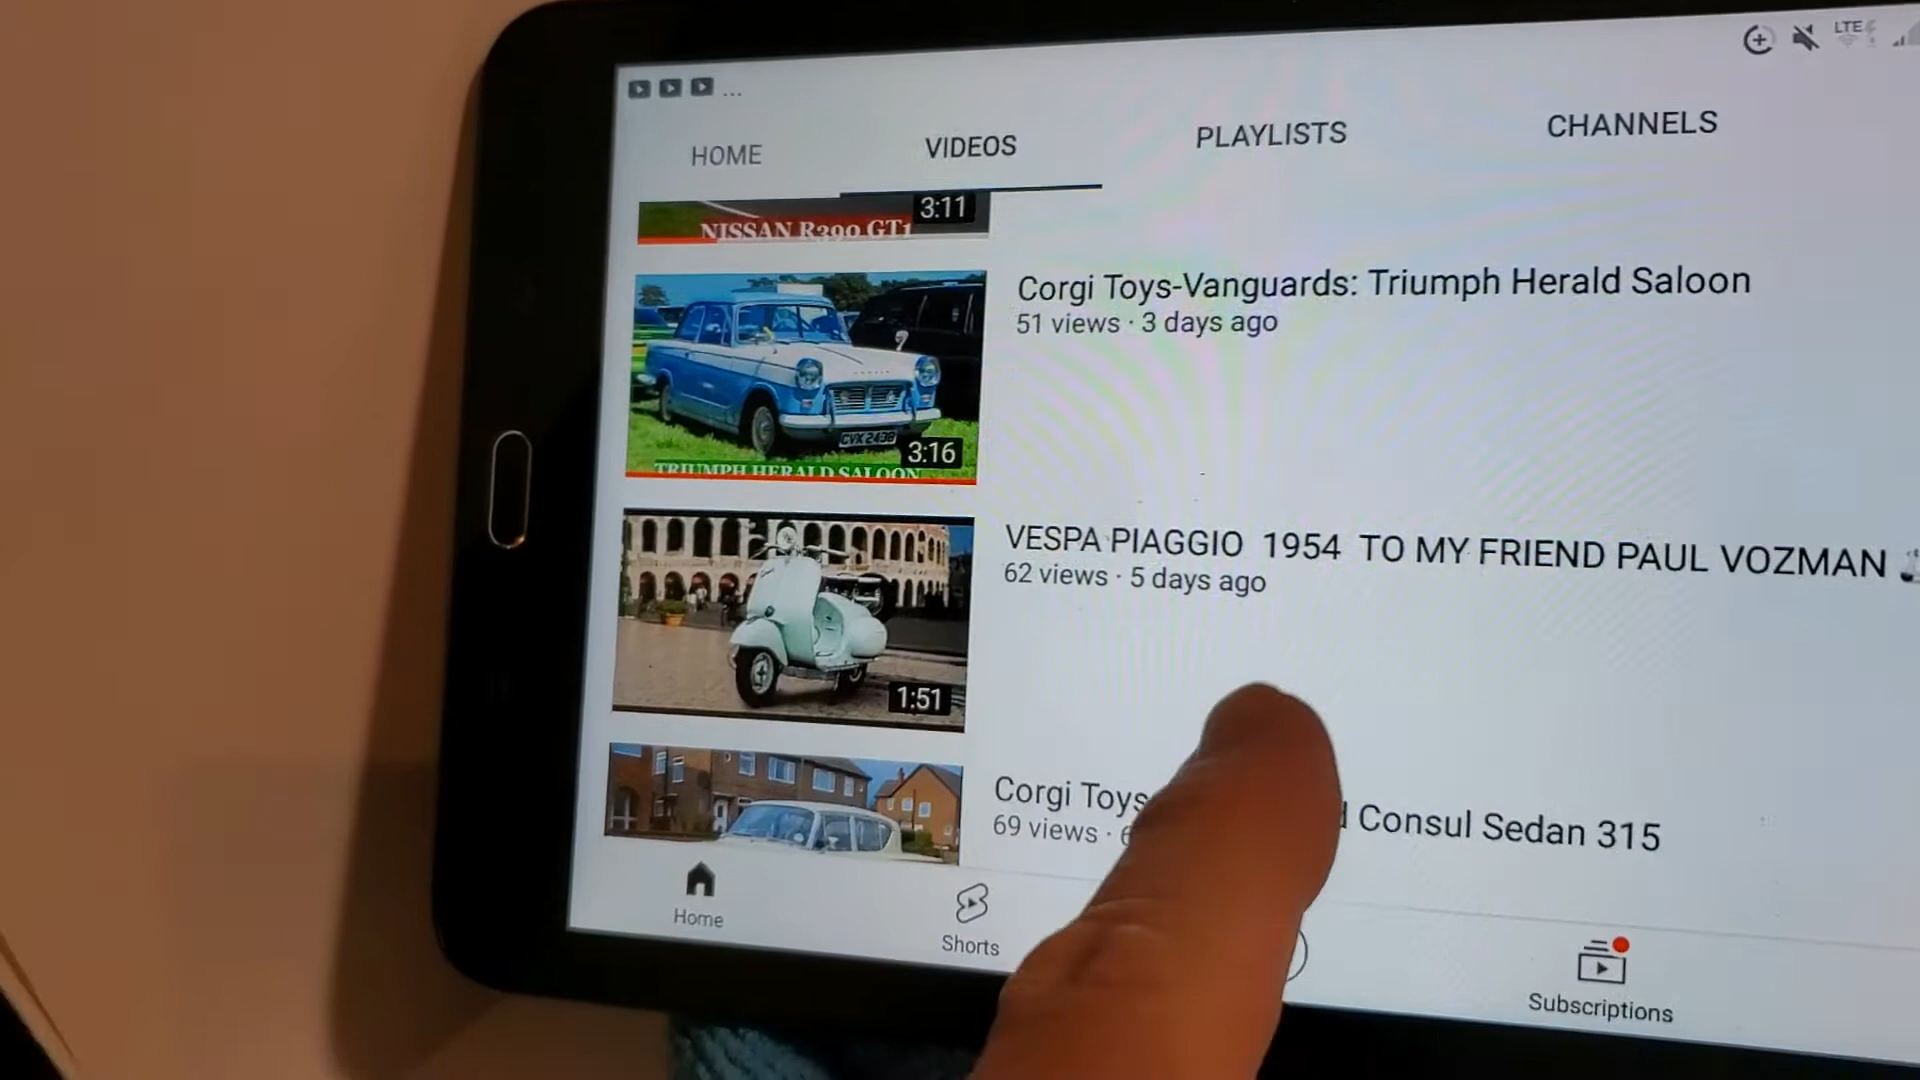 LTE
...
HOME
VIDEOS
PLAYLISTS
CHANNELS
3:11
NISSAN R390 GT1
Corgi Toys-Vanguards: Triumph Herald Saloon
51 views · 3 days ago
3:16
TRIUMPH HERALD SALOON
VESPA PIAGGIO 1954 TO MY FRIEND PAUL VOZMAN
62 views · 5 days ago
1:51
Corgi Toys Consul Sedan 315
69 views ·
Home
Shorts
Subscriptions